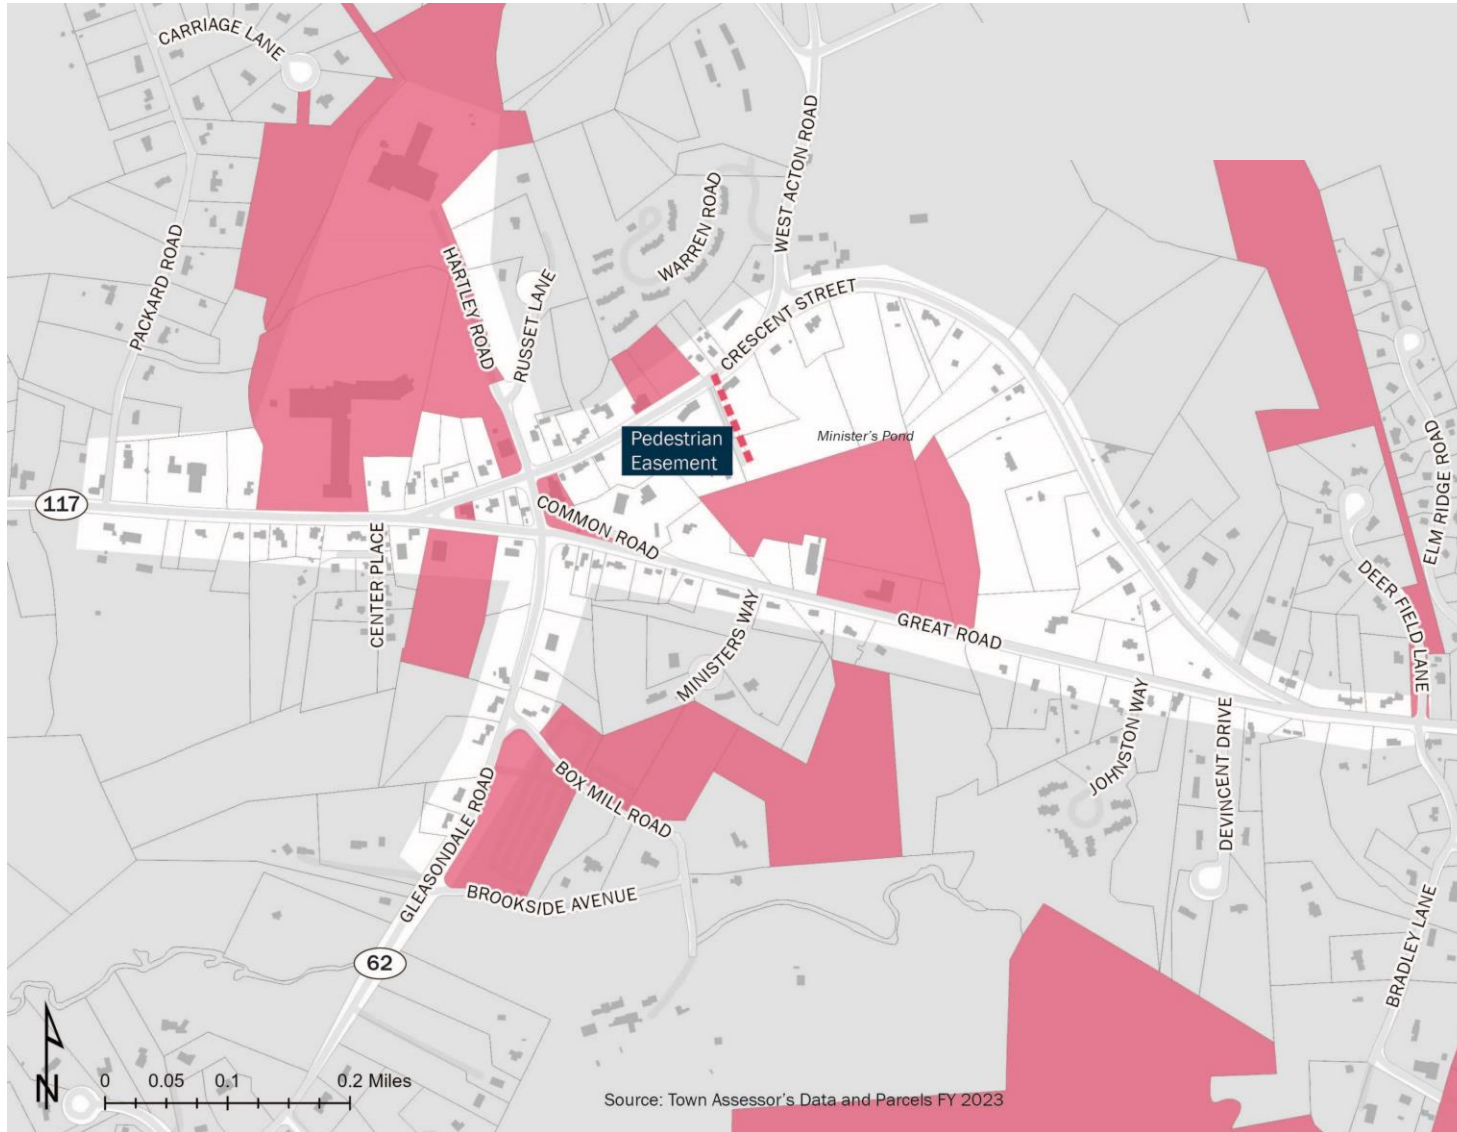 CARRIAGE LANE
WEST ACTON ROAD
WARREN ROAD
PACKARD ROAD
HARTLEY ROAD
RUSSET LANE
CRESCENT STREET
Pedestrian
Easement
Minister's Pond
117
COMMON ROAD
CENTER PLACE
ELM RIDGE ROAD
DEER FIELD LANE
GREAT ROAD
MINISTERS WAY
JOHNSTON WAY
DEVINCENT DRIVE
BOX MILL ROAD
GLEASONDALE ROAD
BROOKSIDE AVENUE
BRADLEY LANE
62
N
0 0.05 0.1 0.2 Miles
Source: Town Assessor's Data and Parcels FY 2023